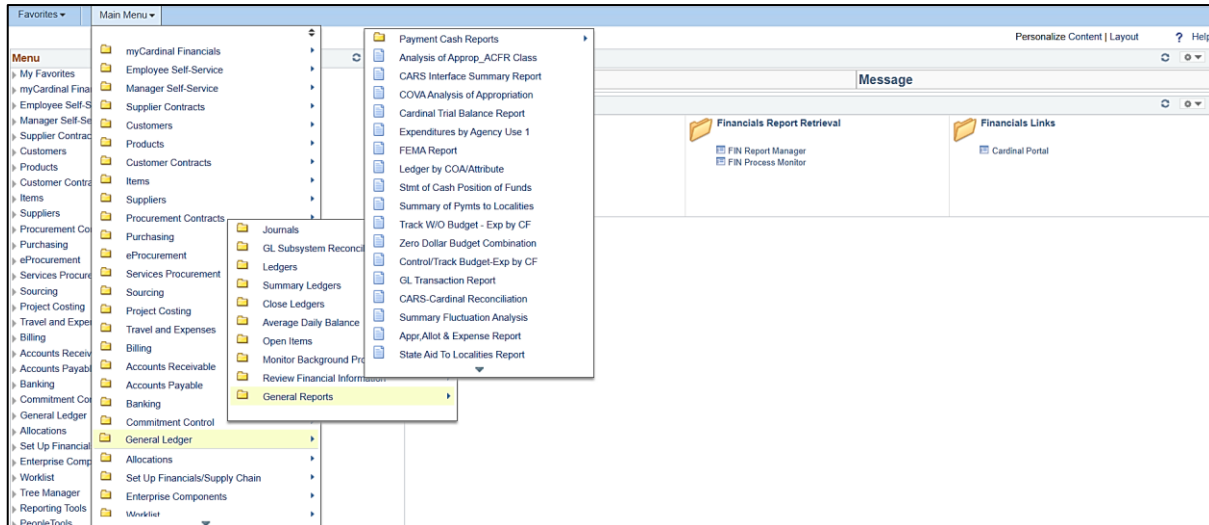 Favorites
Main Menu
Personalize Content | Layout
? Help
Menu
My Favorites
myCardinal Fina
Employee Self-S
Manager Self-Se
Supplier Contrac
Customers
Products
Customer Contra
Items
Suppliers
Procurement Co
Purchasing
eProcurement
Services Procure
Sourcing
Project Costing
Travel and Expe
Billing
Accounts Receiv
Accounts Payabl
Banking
Commitment Co
General Ledger
Allocations
Set Up Financial
Enterprise Comp
Worklist
Tree Manager
Reporting Tools
PeopleTools
myCardinal Financials
Employee Self-Service
Manager Self-Service
Supplier Contracts
Customers
Products
Customer Contracts
Items
Suppliers
Procurement Contracts
Purchasing
eProcurement
Services Procurement
Sourcing
Project Costing
Travel and Expenses
Billing
Accounts Receivable
Accounts Payable
Banking
Commitment Control
General Ledger
Allocations
Set Up Financials/Supply Chain
Enterprise Components
Worklist
Journals
GL Subsystem Reconcil
Ledgers
Summary Ledgers
Close Ledgers
Average Daily Balance
Open Items
Monitor Background Pro
Review Financial Information
General Reports
Payment Cash Reports
Analysis of Approp_ACFR Class
CARS Interface Summary Report
COVA Analysis of Appropriation
Cardinal Trial Balance Report
Expenditures by Agency Use 1
FEMA Report
Ledger by COA/Attribute
Stmt of Cash Position of Funds
Summary of Pymts to Localities
Track W/O Budget - Exp by CF
Zero Dollar Budget Combination
Control/Track Budget-Exp by CF
GL Transaction Report
CARS-Cardinal Reconciliation
Summary Fluctuation Analysis
Appr,Allot & Expense Report
State Aid To Localities Report
Message
Financials Report Retrieval
FIN Report Manager
FIN Process Monitor
Financials Links
Cardinal Portal